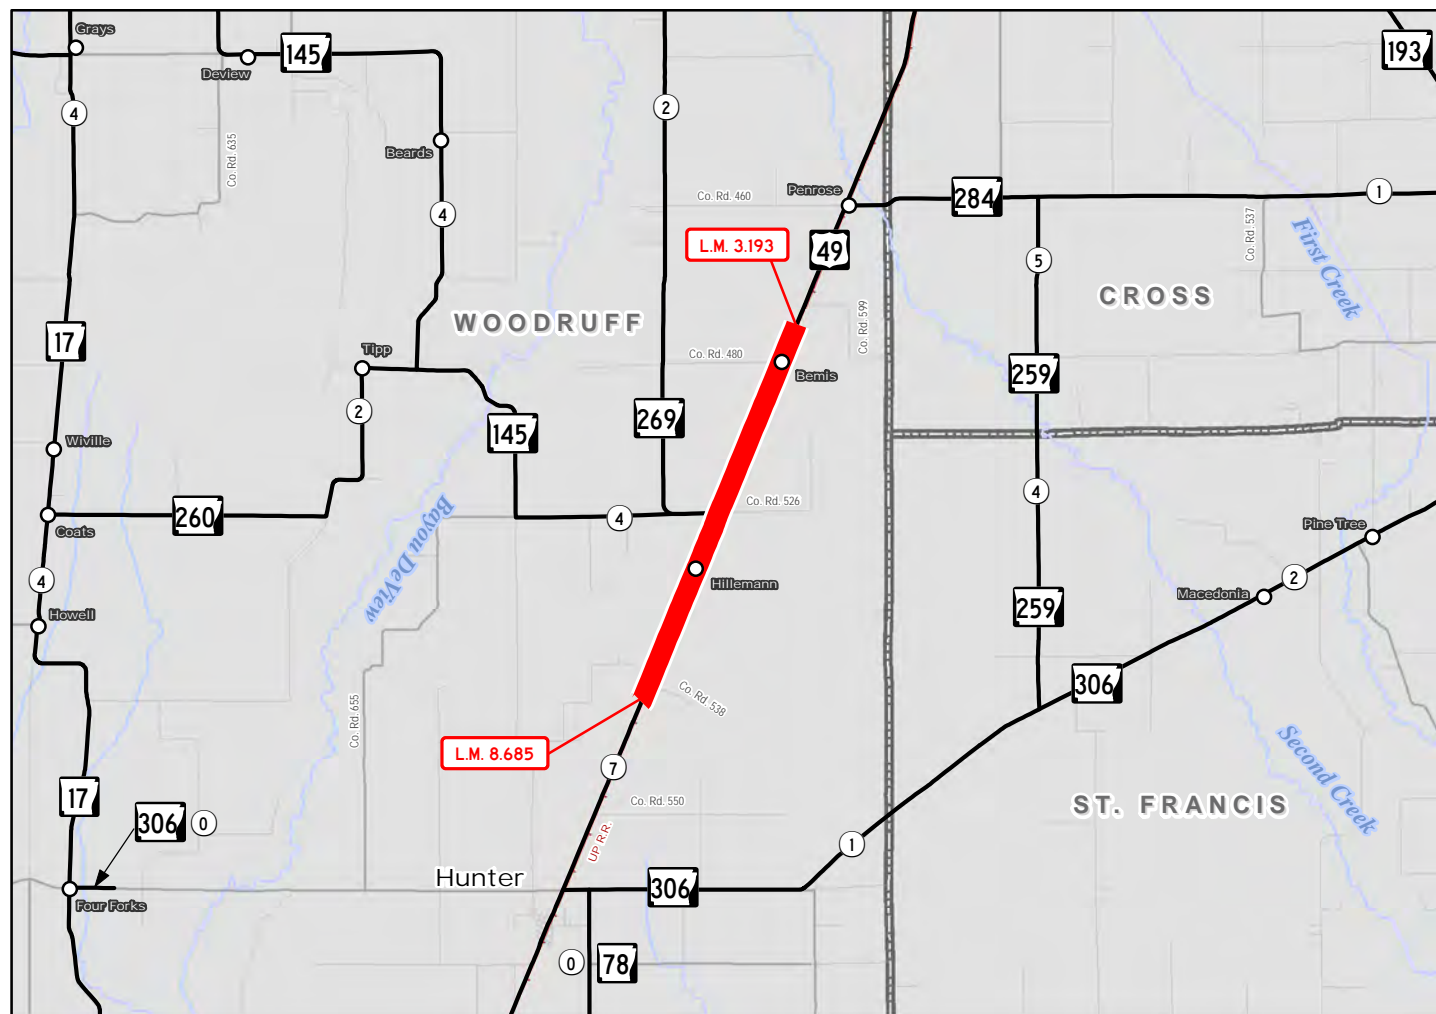 Grays
Deview
145
193
4
2
Co. Rd. 635
Beards
4
Co. Rd. 460
Penrose
284
1
L.M. 3.193
49
Co. Rd. 537
First Creek
5
CROSS
WOODRUFF
17
Co. Rd. 599
Tipp
Co. Rd. 480
Bemis
259
2
145
269
Wiville
Bayou DeView
4
260
4
Co. Rd. 526
Coats
Pine Tree
4
Hillemann
2
Macedonia
259
Howell
306
Co. Rd. 538
Co. Rd. 655
L.M. 8.685
Second Creek
7
17
Co. Rd. 550
ST. FRANCIS
306
0
UP R.R.
1
Hunter
306
Four Forks
0
78